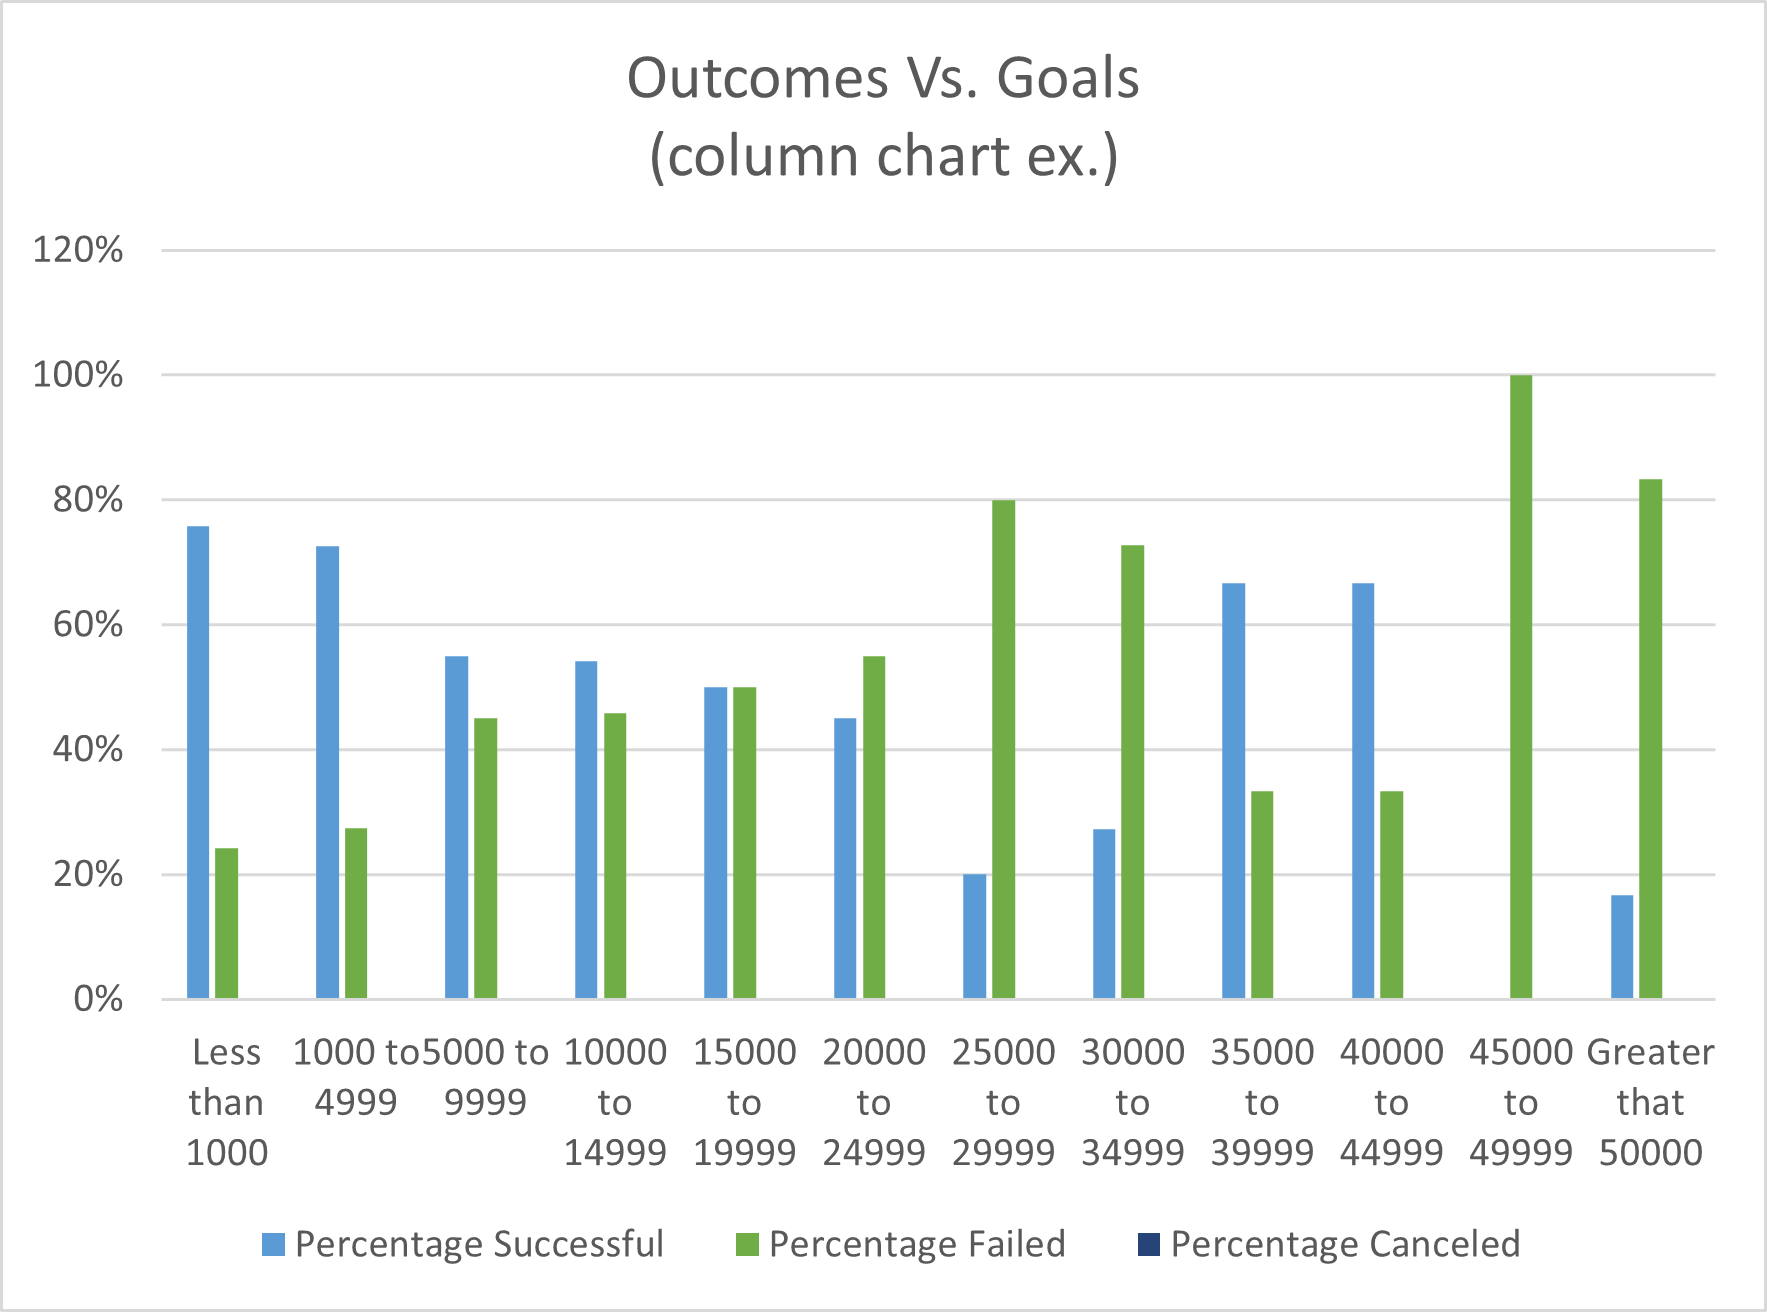 Outcomes Vs. Goals
(column chart ex.)
120%
100%
80%
60%
40%
20%
0%
Less than 1000
1000 to 4999
5000 to 9999
10000 to 14999
15000 to 19999
20000 to 24999
25000 to 29999
30000 to 34999
35000 to 39999
40000 to 44999
45000 to 49999
Greater that 50000
Percentage Successful
Percentage Failed
Percentage Canceled